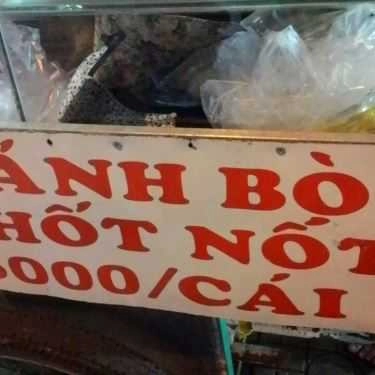 ÁNH BÒ
HỐT NỐT
000/CÁI